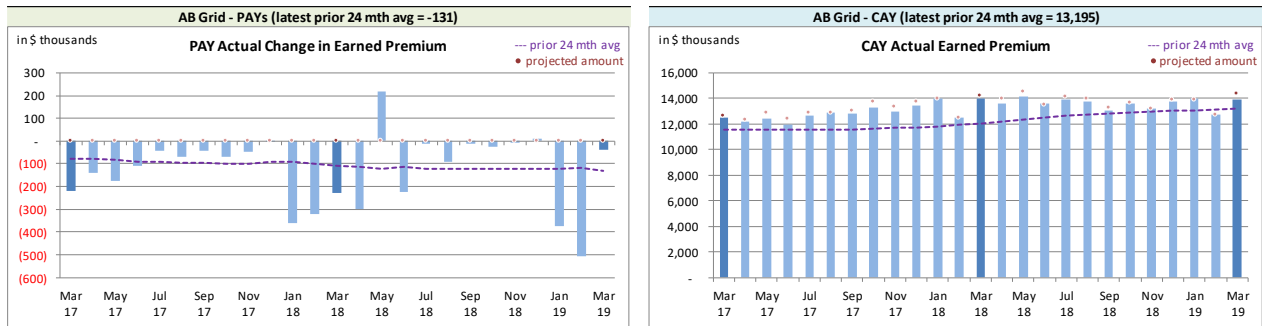 AB Grid - PAYs (latest prior 24 mth avg = -131)
in $ thousands
PAY Actual Change in Earned Premium
--- prior 24 mth avg
• projected amount
300
200
100
-
(100)
(200)
(300)
(400)
(500)
(600)
Mar May Jul Sep Nov Jan Mar May Jul Sep Nov Jan Mar
17 17 17 17 17 18 18 18 18 18 18 19 19
AB Grid - CAY (latest prior 24 mth avg = 13,195)
in $ thousands
CAY Actual Earned Premium
--- prior 24 mth avg
• projected amount
16,000
14,000
12,000
10,000
8,000
6,000
4,000
2,000
-
Mar May Jul Sep Nov Jan Mar May Jul Sep Nov Jan Mar
17 17 17 17 17 18 18 18 18 18 18 19 19